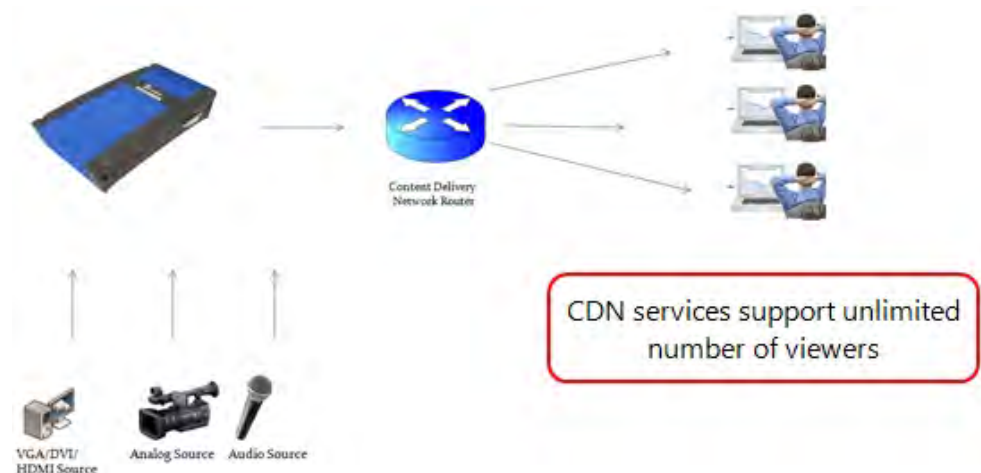 Content Delivery
Network Router
CDN services support unlimited
number of viewers
VGA/DVI/
HDMI Source
Analog Source
Audio Source